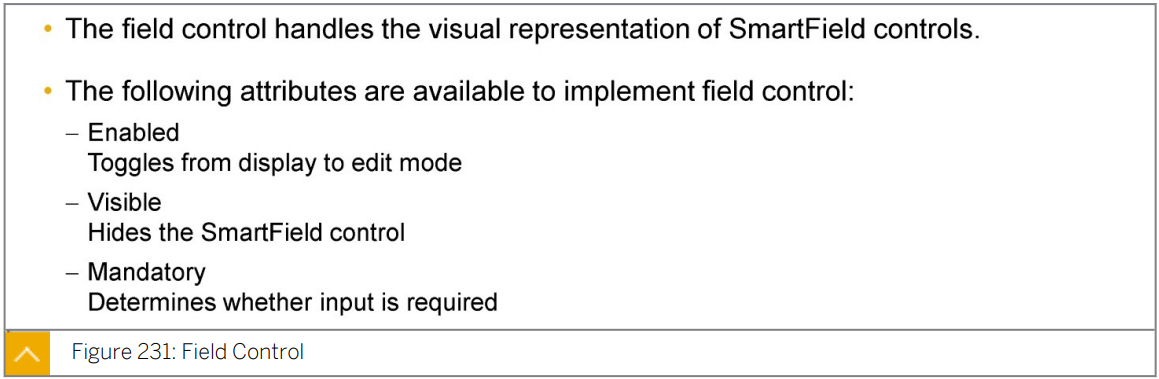 • The field control handles the visual representation of SmartField controls.
• The following attributes are available to implement field control:
– Enabled
Toggles from display to edit mode
– Visible
Hides the SmartField control
– Mandatory
Determines whether input is required
Figure 231: Field Control